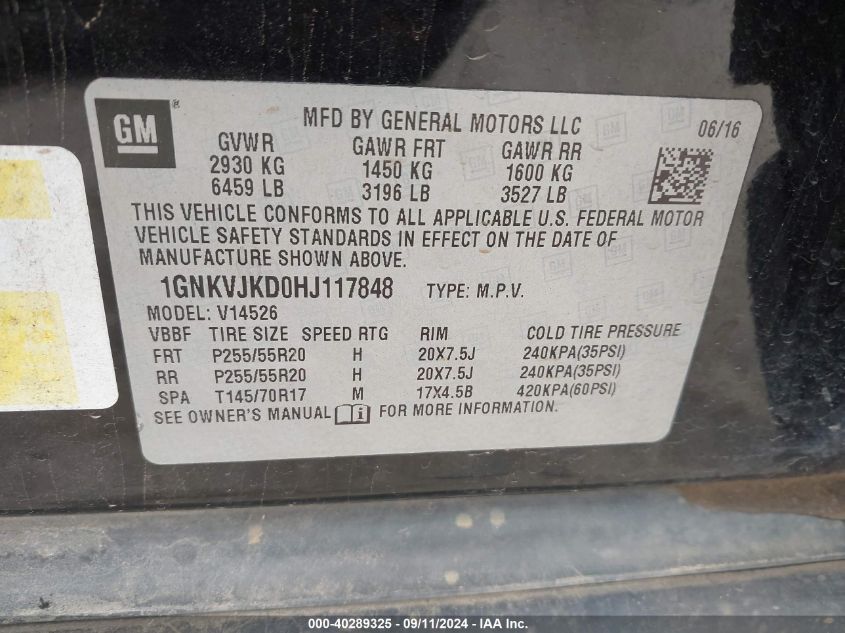 GM®
MFD BY GENERAL MOTORS LLC
06/16
GVWR GAWR FRT GAWR RR
2930 KG 1450 KG 1600 KG
6459 LB 3196 LB 3527 LB
THIS VEHICLE CONFORMS TO ALL APPLICABLE U.S. FEDERAL MOTOR
VEHICLE SAFETY STANDARDS IN EFFECT ON THE DATE OF
MANUFACTURE SHOWN ABOVE.
1GNKVJKD0HJ117848 TYPE: M.P.V.
MODEL: V14526
VBBF TIRE SIZE SPEED RTG RIM COLD TIRE PRESSURE
FRT P255/55R20 H 20X7.5J 240KPA(35PSI)
RR P255/55R20 H 20X7.5J 240KPA(35PSI)
SPA T145/70R17 M 17X4.5B 420KPA(60PSI)
SEE OWNER'S MANUAL FOR MORE INFORMATION.
000-40289325 - 09/11/2024 - IAAI.com